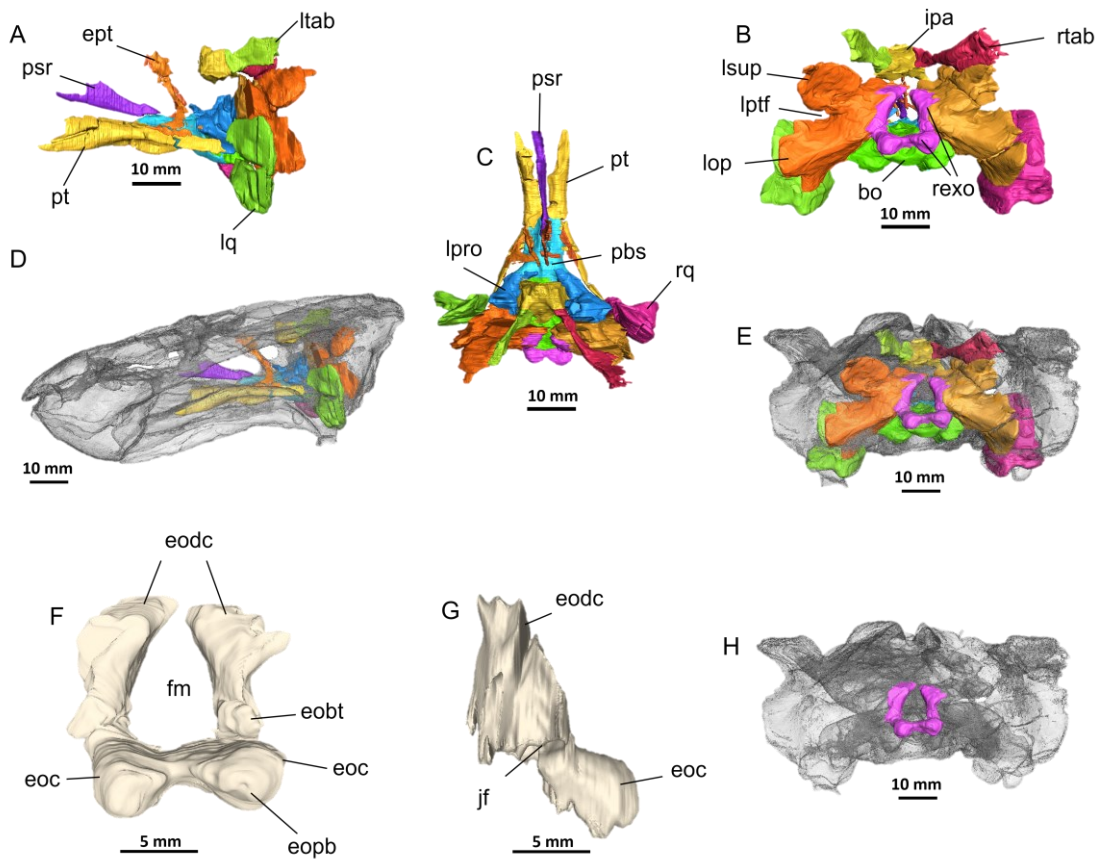 A
ept
ltab
psr
pt
10 mm
lq
B
ipa
rtab
lsup
lptf
lop
bo
rexo
10 mm
C
psr
pt
lpro
pbs
rq
10 mm
D
10 mm
E
10 mm
F
eodc
fm
eobt
eoc
eoc
eopb
5 mm
G
eodc
jf
eoc
5 mm
H
10 mm